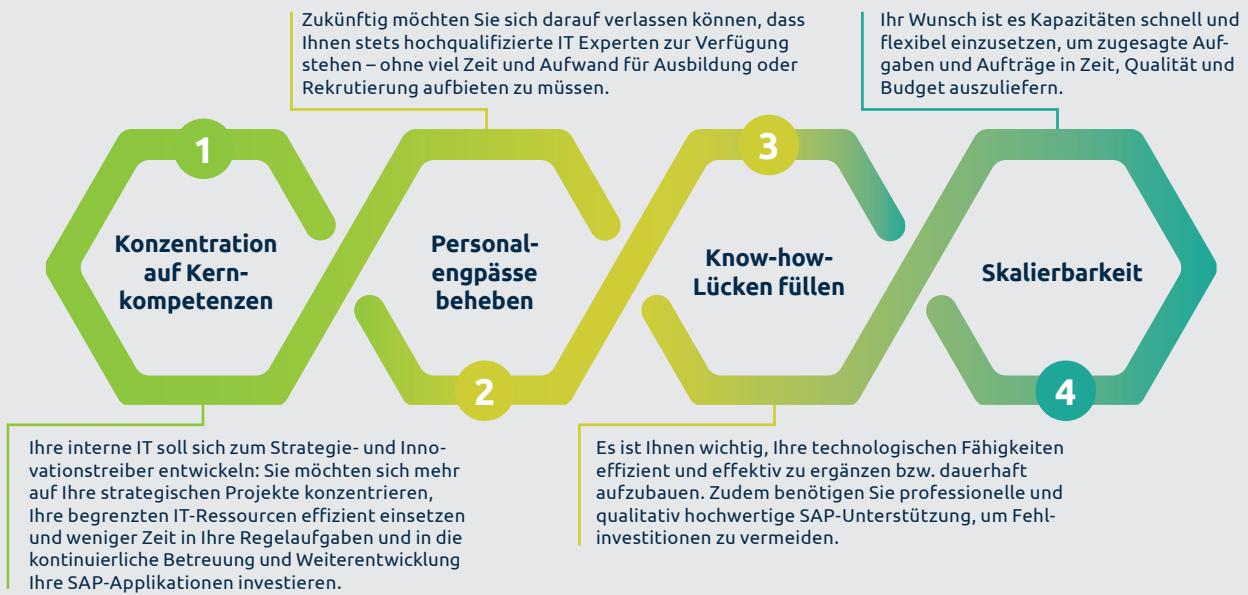 Zukünftig möchten Sie sich darauf verlassen können, dass
Ihnen stets hochqualifizierte IT Experten zur Verfügung
stehen – ohne viel Zeit und Aufwand für Ausbildung oder
Rekrutierung aufbieten zu müssen.
Ihr Wunsch ist es Kapazitäten schnell und
flexibel einzusetzen, um zugesagte Auf-
gaben und Aufträge in Zeit, Qualität und
Budget auszuliefern.
1
Konzentration
auf Kern-
kompetenzen
Personal-
engpässe
beheben
2
3
Know-how-
Lücken füllen
Skalierbarkeit
4
Ihre interne IT soll sich zum Strategie- und Inno-
vationstreiber entwickeln: Sie möchten sich mehr
auf Ihre strategischen Projekte konzentrieren,
Ihre begrenzten IT-Ressourcen effizient einsetzen
und weniger Zeit in Ihre Regelaufgaben und in die
kontinuierliche Betreuung und Weiterentwicklung
Ihre SAP-Applikationen investieren.
Es ist Ihnen wichtig, Ihre technologischen Fähigkeiten
effizient und effektiv zu ergänzen bzw. dauerhaft
aufzubauen. Zudem benötigen Sie professionelle und
qualitativ hochwertige SAP-Unterstützung, um Fehl-
investitionen zu vermeiden.